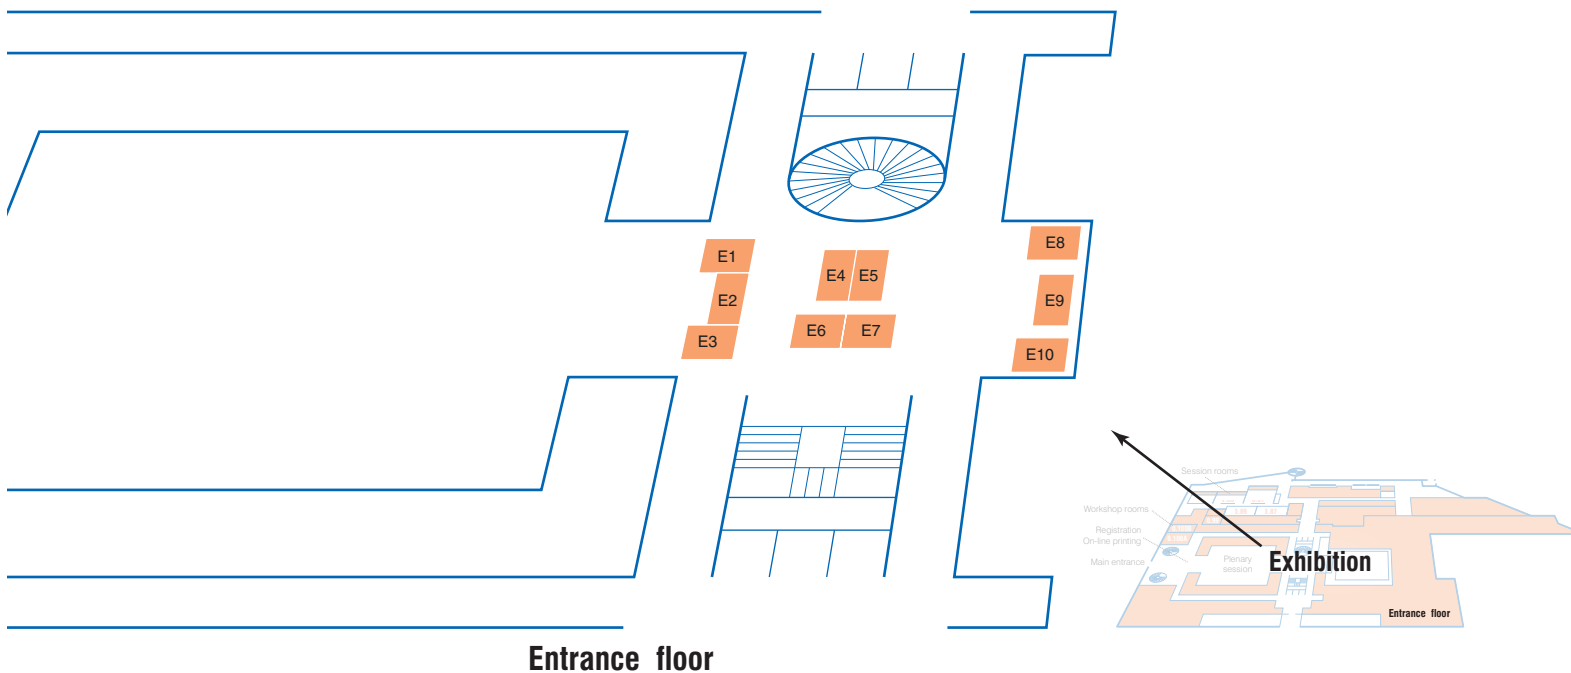 E1
E2
E3
E4
E5
E6
E7
E8
E9
E10
Session rooms
Workshop rooms
Registration
On-line printing
Main entrance
Plenary
session
Exhibition
Entrance floor
Entrance floor